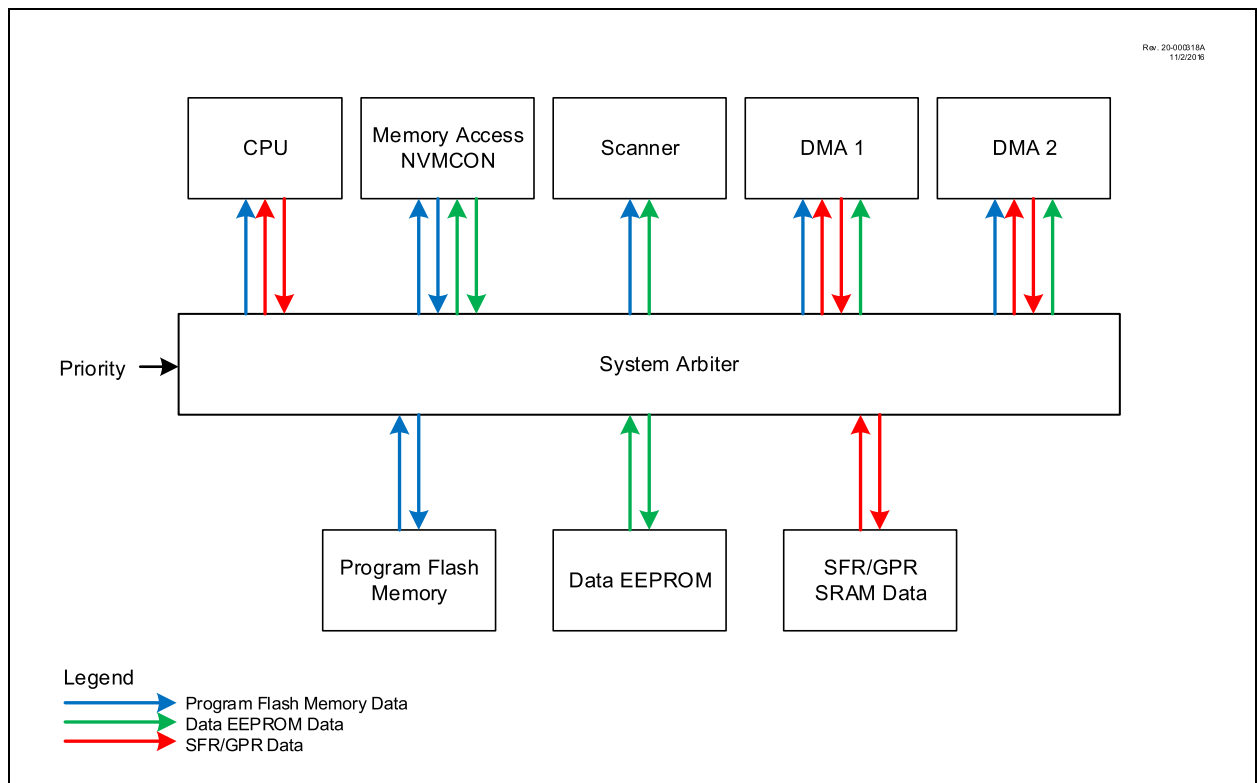 Rev. 20-000318A
11/2/2016
CPU
Memory Access
NVMCON
Scanner
DMA 1
DMA 2
Priority
System Arbiter
Program Flash
Memory
Data EEPROM
SFR/GPR
SRAM Data
Legend
Program Flash Memory Data
Data EEPROM Data
SFR/GPR Data